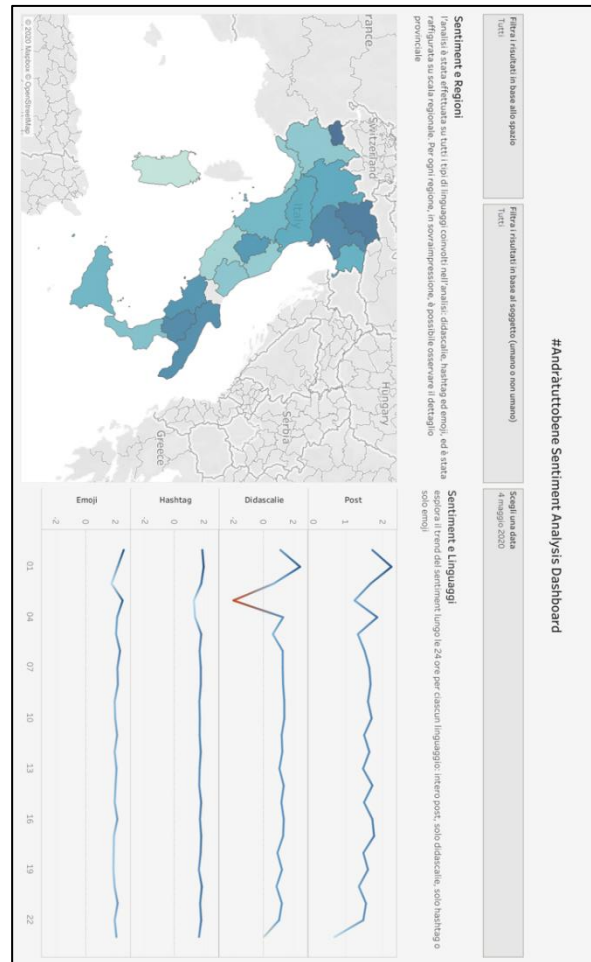 #Andràtuttobene Sentiment Analysis Dashboard
Filtra i risultati in base allo spazio
Tutti
Filtra i risultati in base al soggetto (umano o non umano)
Tutti
Scegli una data
4 maggio 2020
Sentiment e Regioni
l'analisi è stata effettuata su tutti i tipi di linguaggi coinvolti nell'analisi: didascalie, hashtag ed emoji, ed è stata
raffigurata su scala regionale. Per ogni regione, in sovraimpressione, è possibile osservare il dettaglio
provinciale
France
Switzerland
Italy
Hungary
Serbia
Greece
© 2020 Mapbox © OpenStreetMap
Sentiment e Linguaggi
esplora il trend del sentiment lungo le 24 ore per ciascun linguaggio: intero post, solo didascalie, solo hashtag o
solo emoji
Post
2
1
0
Didascalie
2
0
-2
Hashtag
2
0
-2
Emoji
2
0
-2
01
04
07
10
13
16
19
22